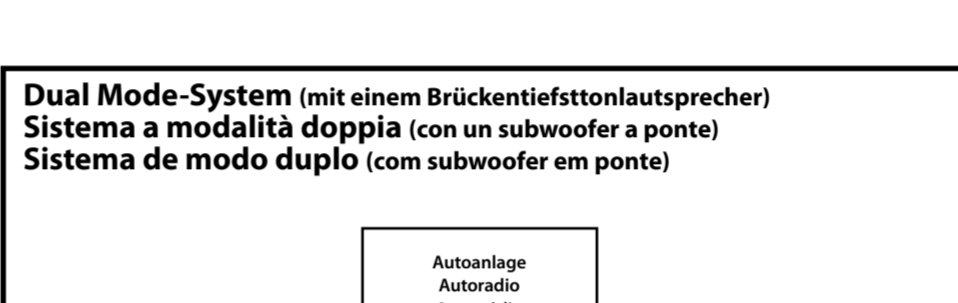 Dual Mode-System (mit einem Brückentiefsttonlautsprecher)
Sistema a modalità doppia (con un subwoofer a ponte)
Sistema de modo duplo (com subwoofer em ponte)
Autoanlage
Autoradio